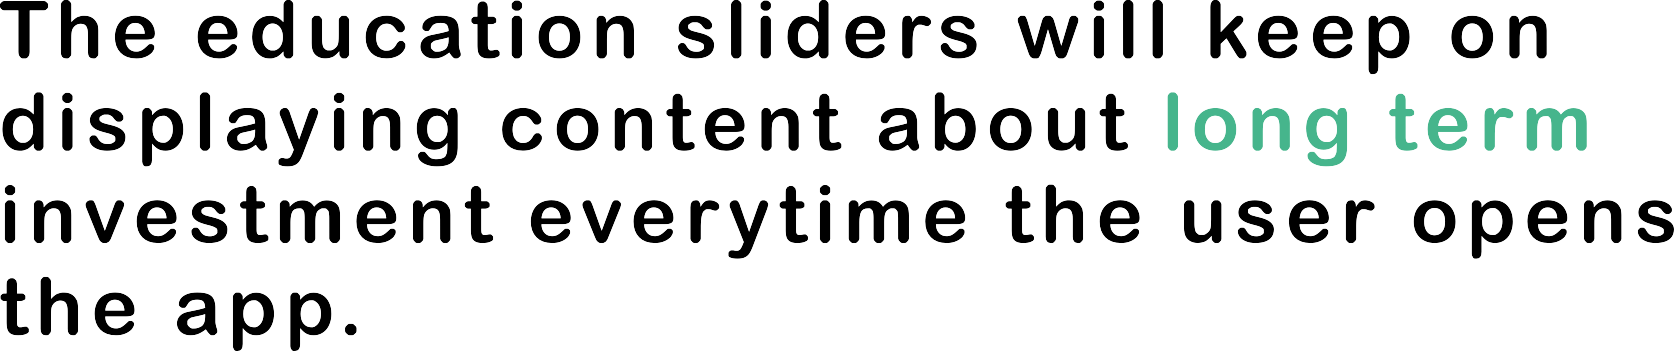 The education sliders will keep on
displaying content about long term
investment everytime the user opens
the app.